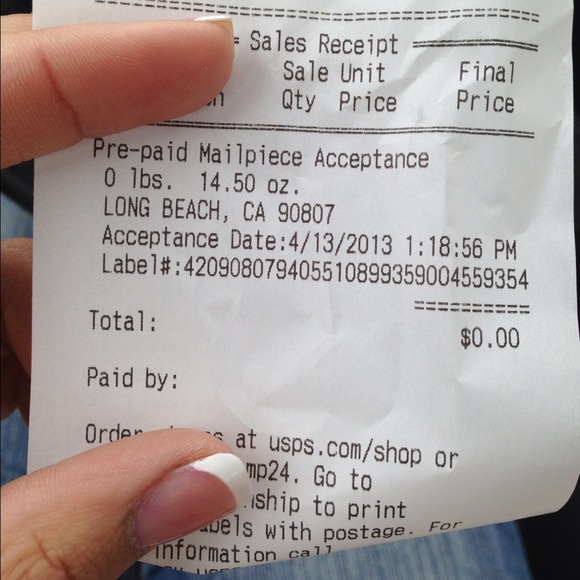 Sales Receipt
Sale Unit Final
Qty Price Price
Pre-paid Mailpiece Acceptance
0 lbs. 14.50 oz.
LONG BEACH, CA 90807
Acceptance Date:4/13/2013 1:18:56 PM
Label#:420908079405510899359004559354
Total: $0.00
Paid by:
at usps.com/shop or
Go to
to print
with postage. For
information call